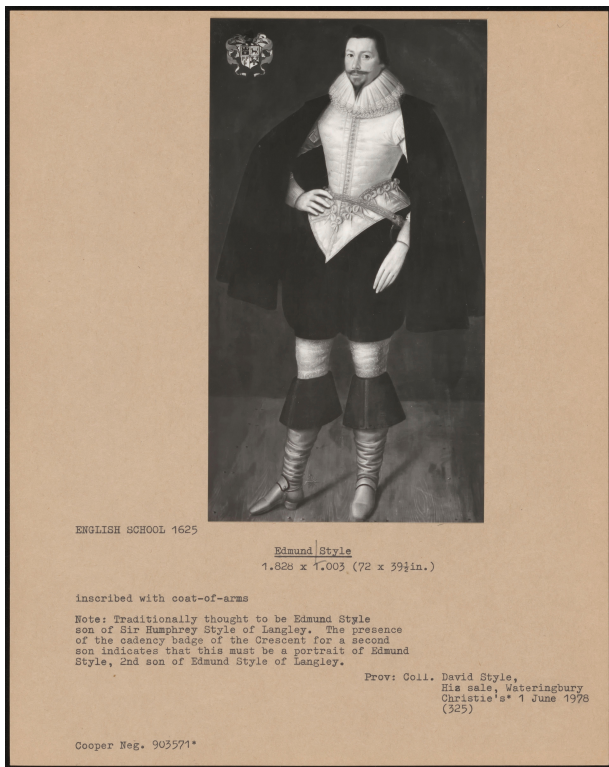 ENGLISH SCHOOL 1625
Edmund Style
1.828 x 1.003 (72 x 39½in.)
inscribed with coat-of-arms
Note: Traditionally thought to be Edmund Style
son of Sir Humphrey Style of Langley. The presence
of the cadency badge of the Crescent for a second
son indicates that this must be a portrait of Edmund
Style, 2nd son of Edmund Style of Langley.
Prov: Coll. David Style,
His sale, Wateringbury
Christie's* 1 June 1978
(325)
Cooper Neg. 903571*